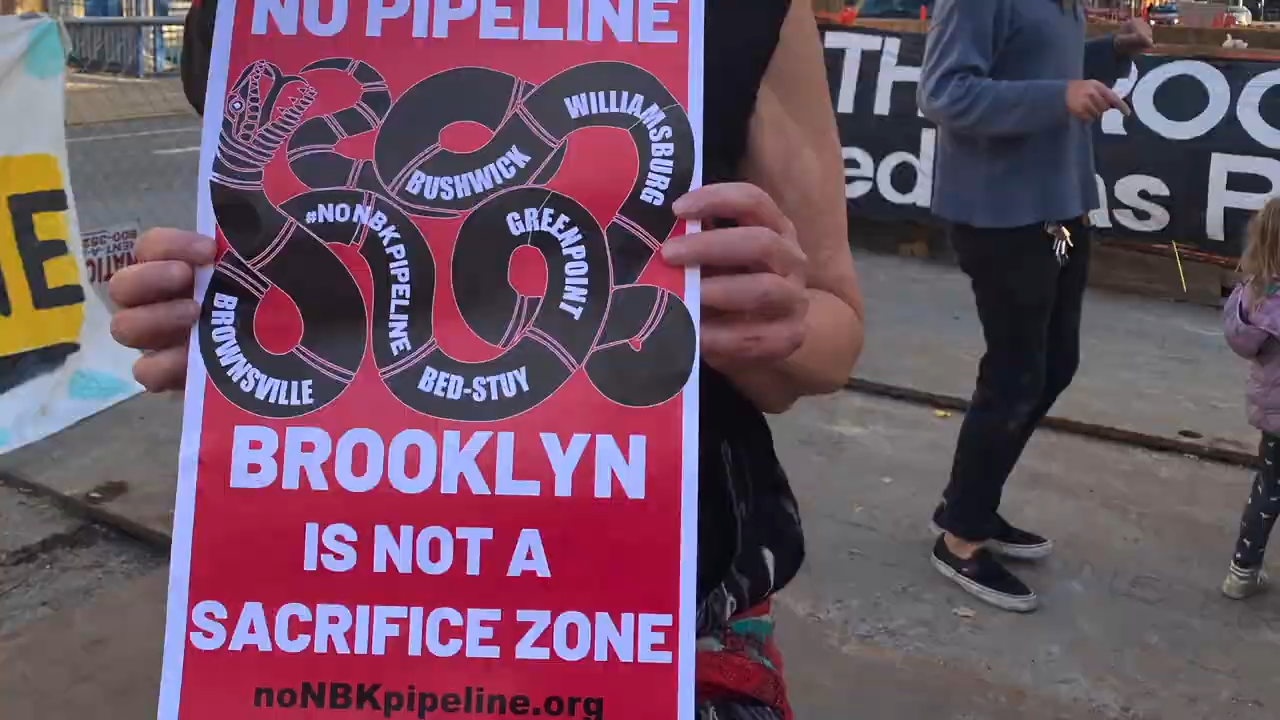 NO PIPELINE
WILLIAMSBURG
BUSHWICK
#NONBKPIPELINE
GREENPOINT
BROWNSVILLE
BED-STUY
BROOKLYN
IS NOT A
SACRIFICE ZONE
noNBKpipeline.org